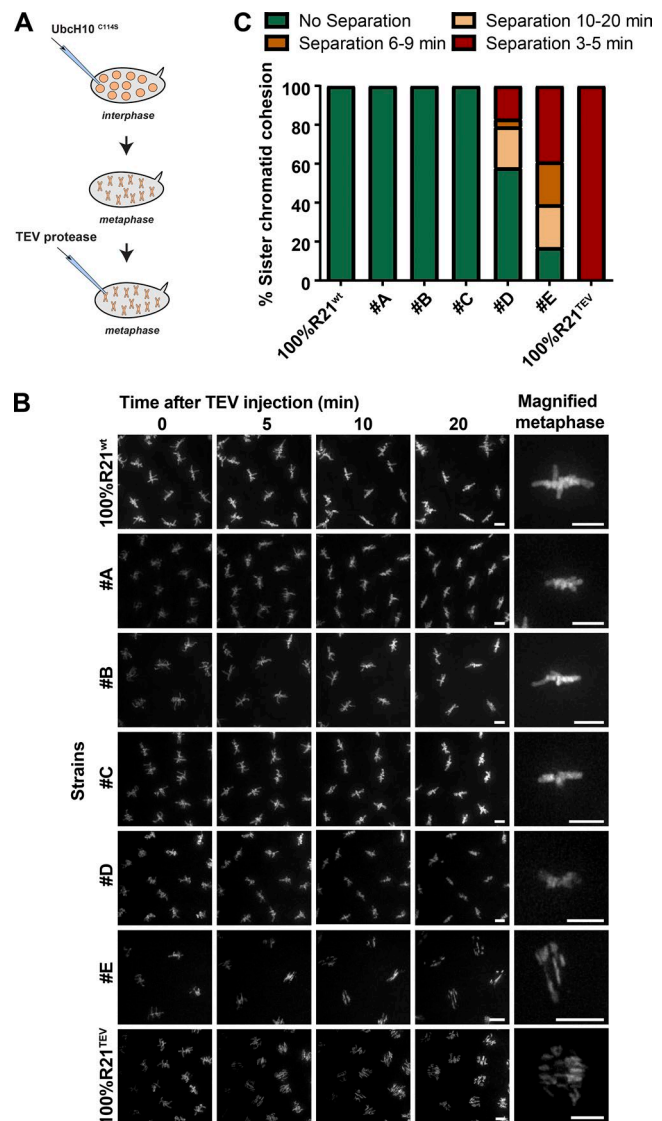 A
UbcH10 C114S
interphase
metaphase
TEV protease
metaphase
C
No Separation
Separation 10-20 min
Separation 6-9 min
Separation 3-5 min
% Sister chromatid cohesion
100
80
60
40
20
0
100%R21wt
#A
#B
#C
#D
#E
100%R21TEV
B
Time after TEV injection (min)
Magnified
metaphase
0
5
10
20
Strains
100%R21wt
#A
#B
#C
#D
#E
100%R21TEV